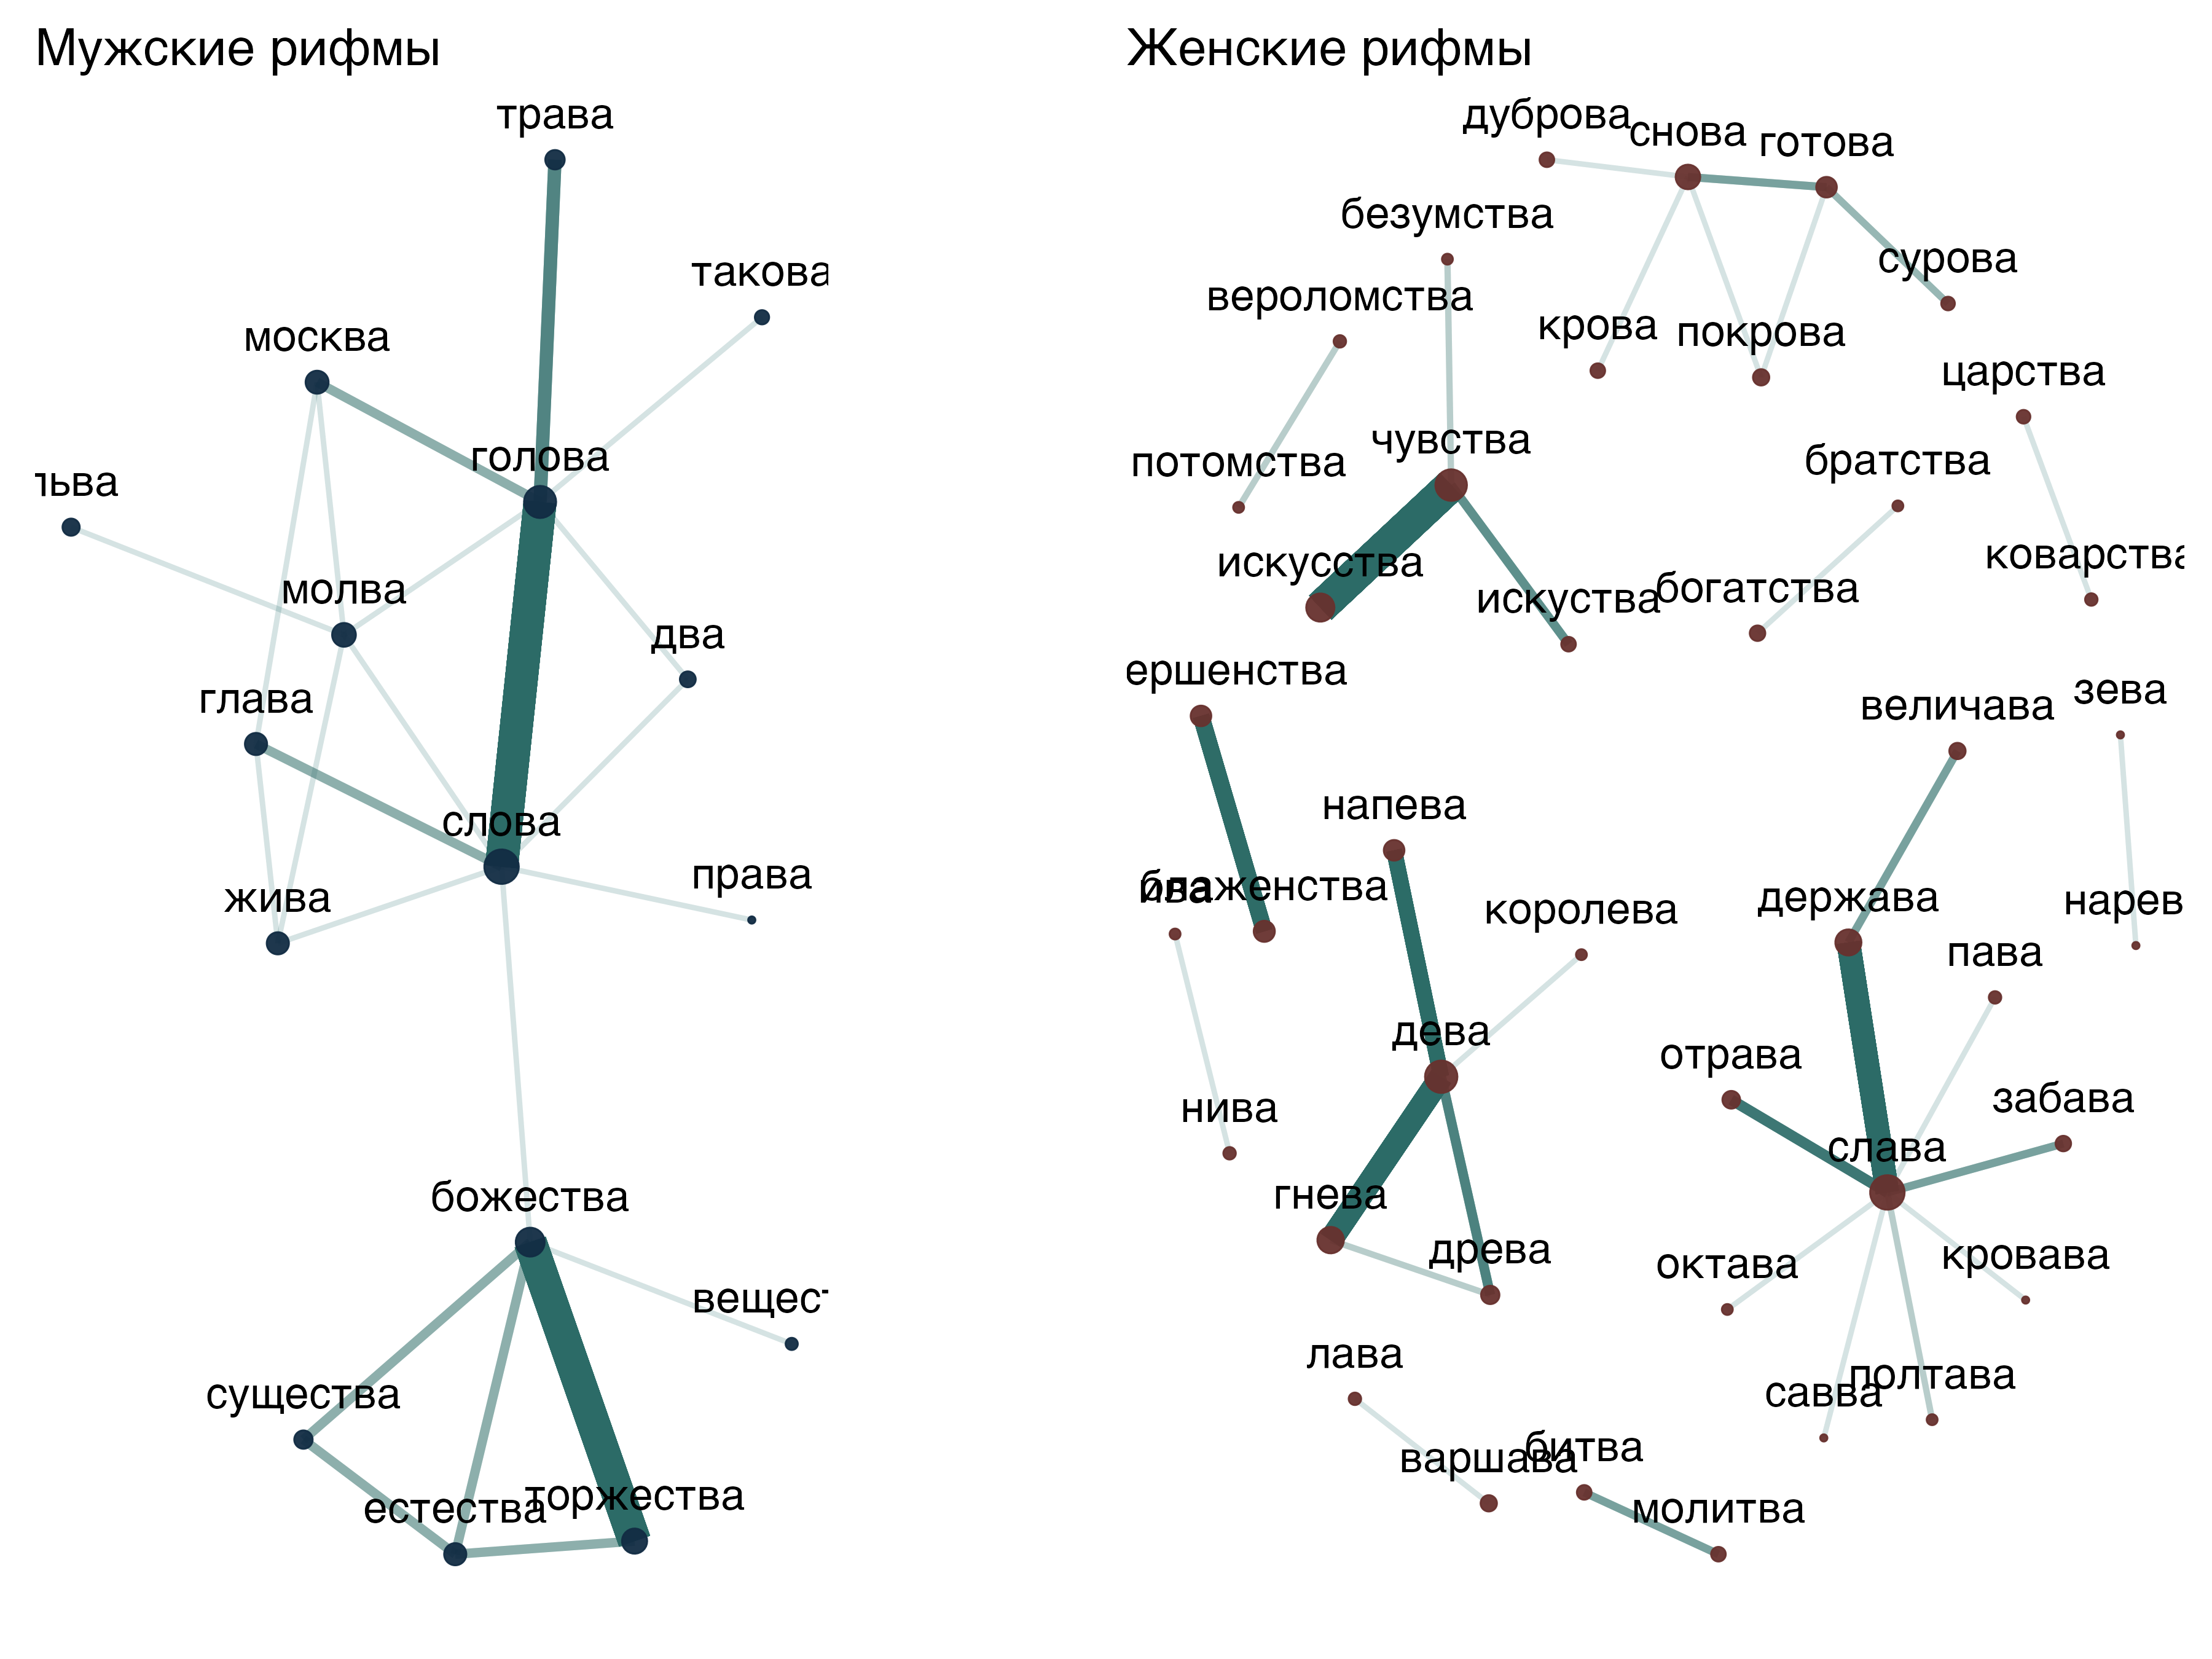 Мужские рифмы
трава
такова
москва
голова
льва
молва
два
глава
слова
права
жива
божества
вещест
существа
торжества
естества
Женские рифмы
дуброва
снова
готова
безумства
сурова
вероломства
крова
покрова
царства
чувства
потомства
братства
коварства
искусства
искуства
богатства
ершенства
зева
величава
напева
блаженства
ива
держава
нарев
королева
пава
дева
отрава
забава
нива
слава
гнева
древа
кровава
октава
лава
полтава
савва
битва
варшава
молитва